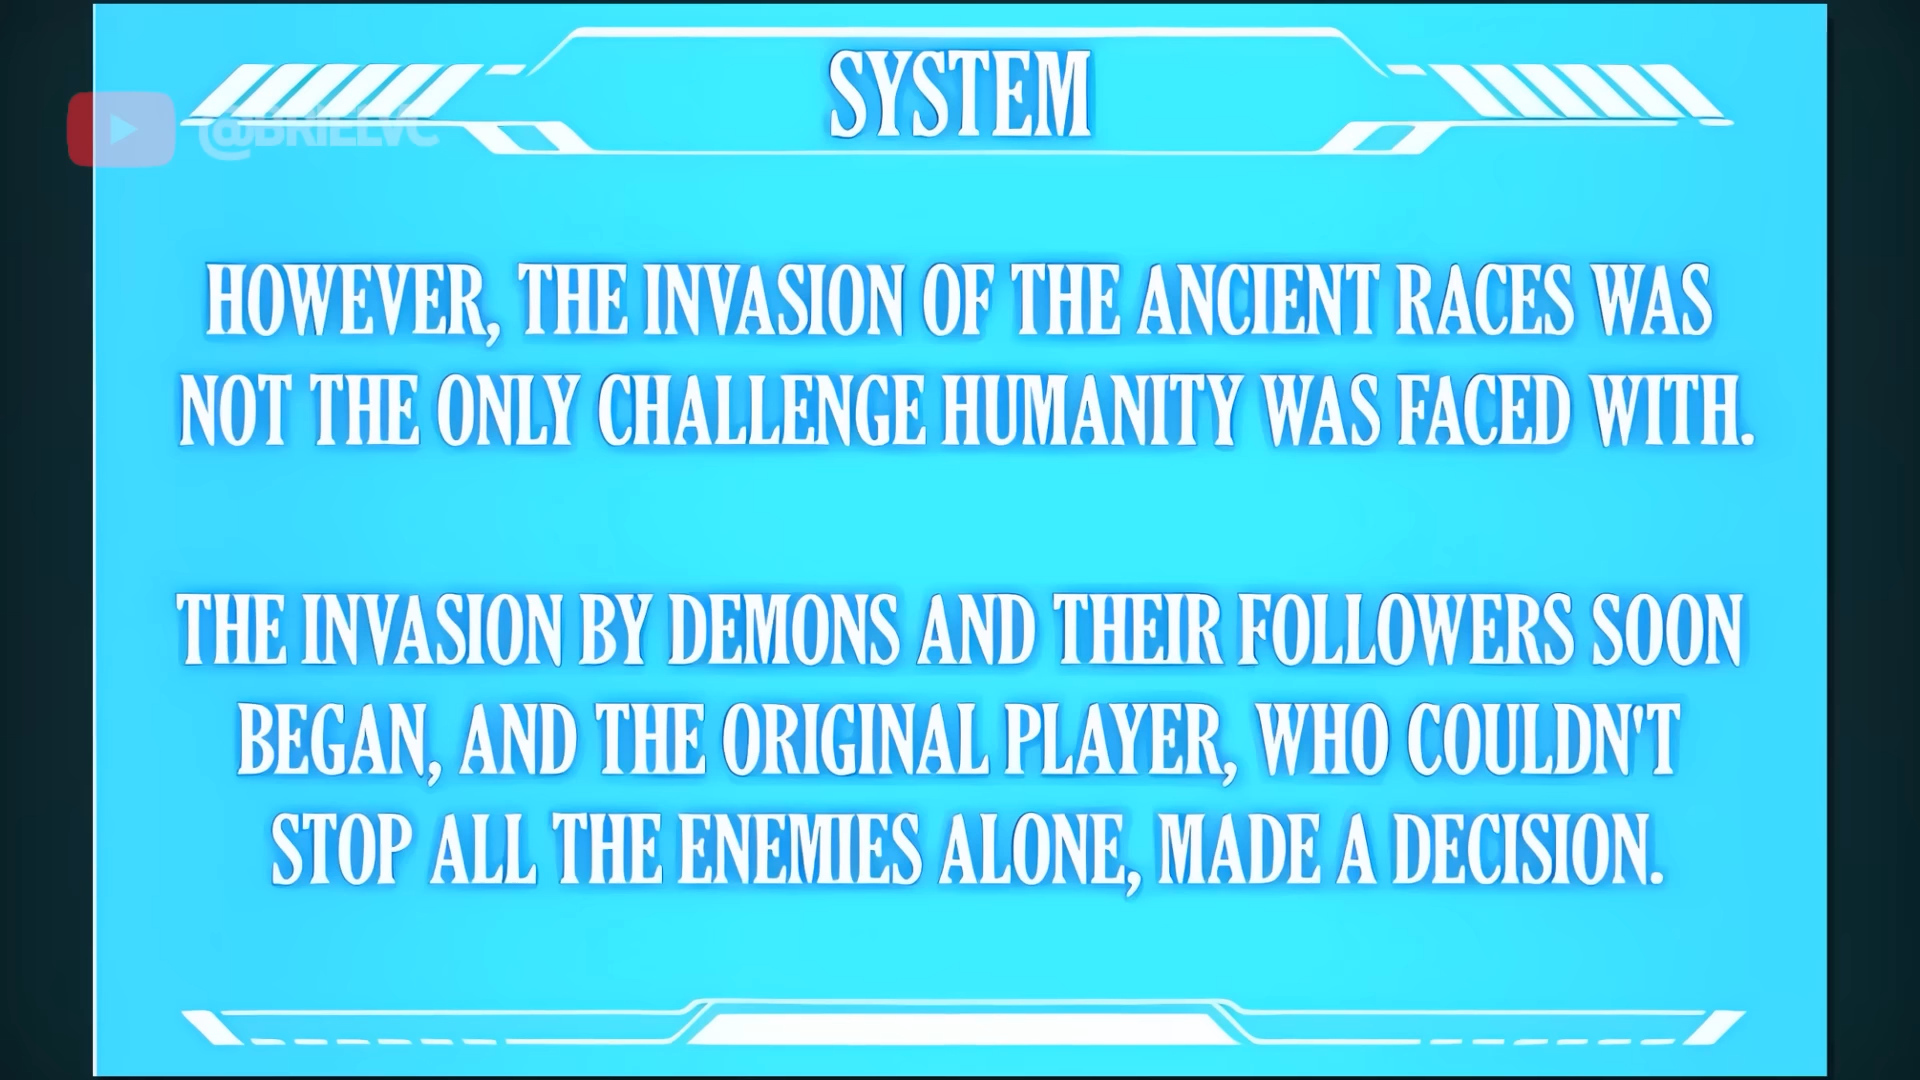 SYSTEM
@BRIELVC
HOWEVER, THE INVASION OF THE ANCIENT RACES WAS
NOT THE ONLY CHALLENGE HUMANITY WAS FACED WITH.
THE INVASION BY DEMONS AND THEIR FOLLOWERS SOON
BEGAN, AND THE ORIGINAL PLAYER, WHO COULDN'T
STOP ALL THE ENEMIES ALONE, MADE A DECISION.